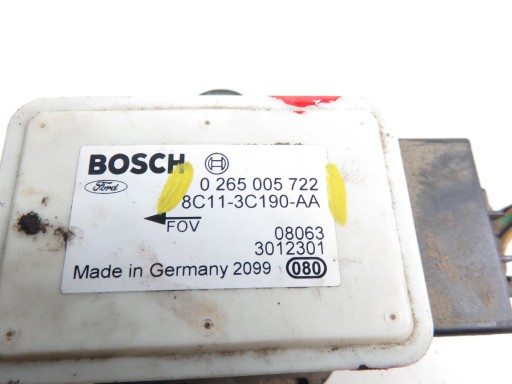 BOSCH
Ford
0 265 005 722
8C11-3C190-AA
FOV
08063
3012301
Made in Germany 2099 080